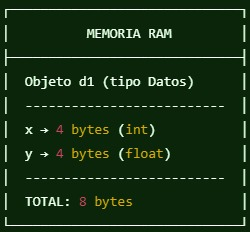 MEMORIA RAM
Objeto d1 (tipo Datos)
--------------------------
x → 4 bytes (int)
y → 4 bytes (float)
--------------------------
TOTAL: 8 bytes